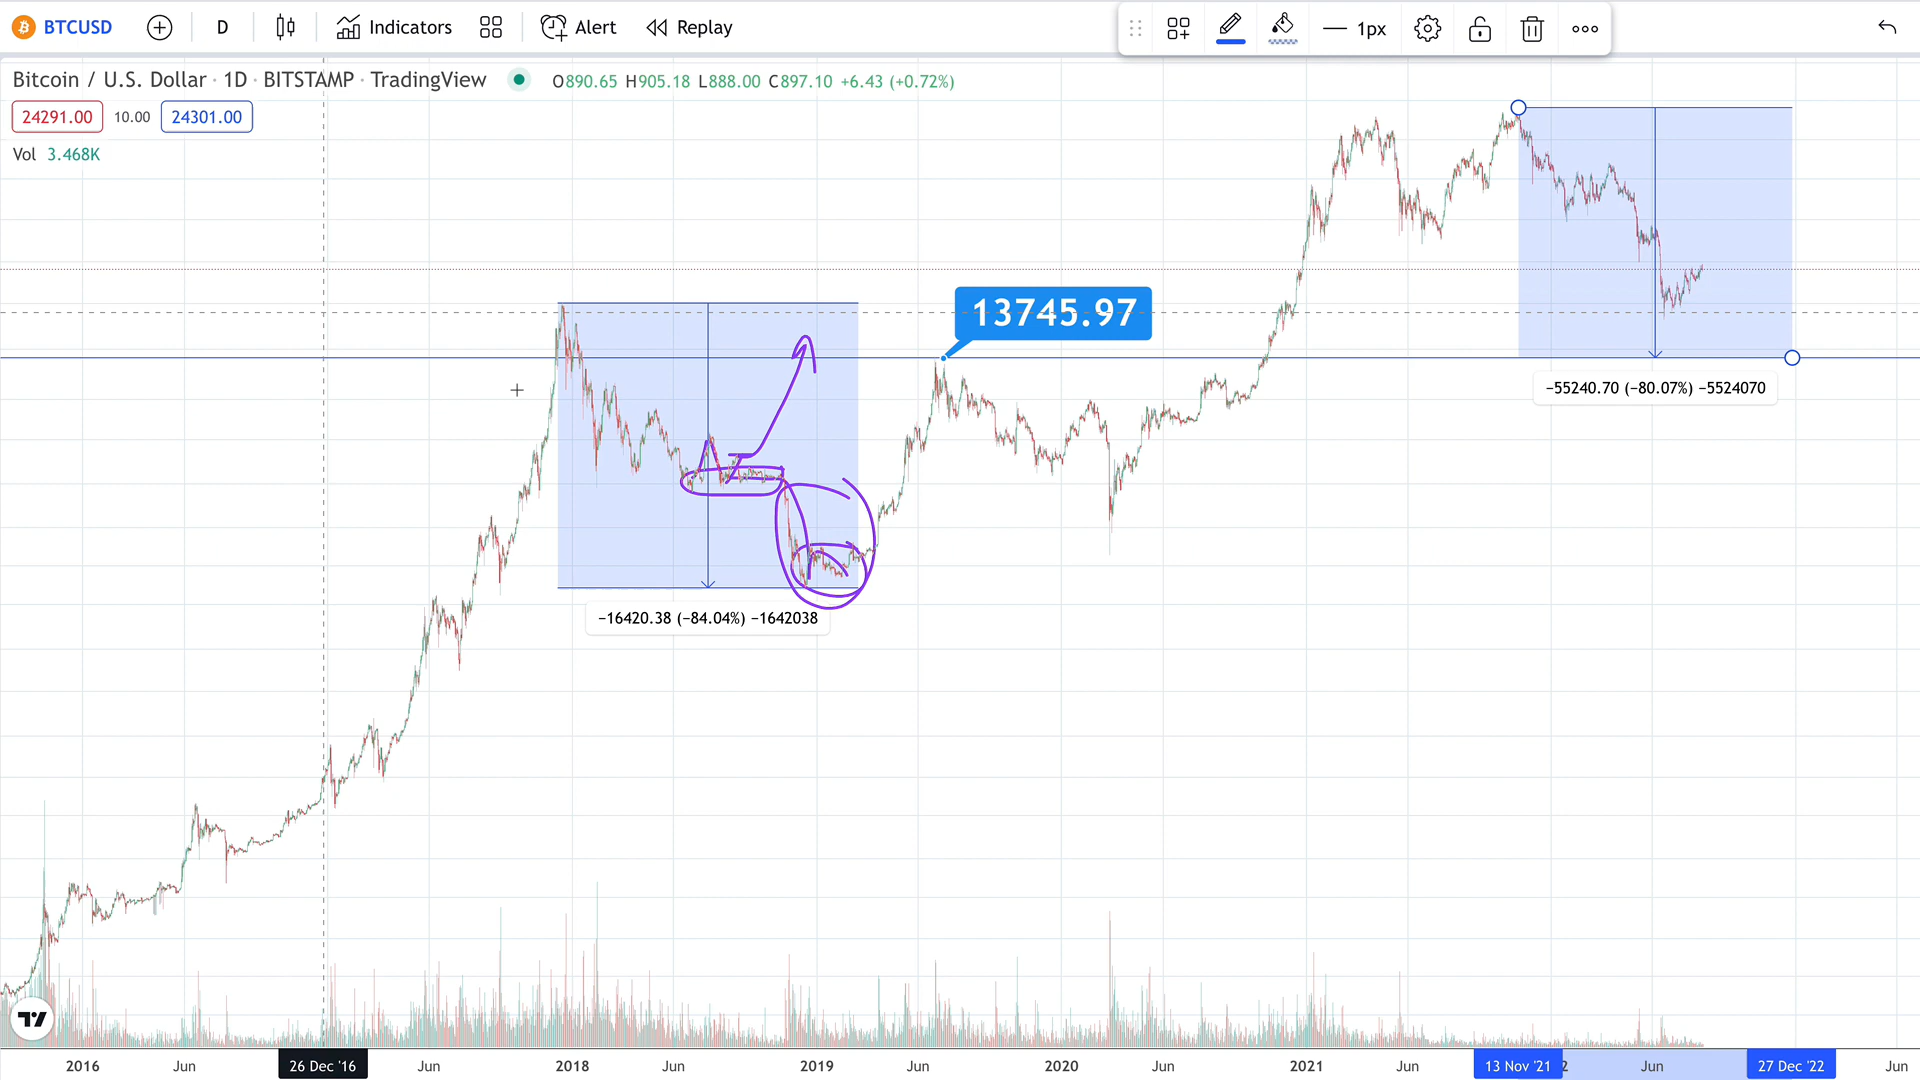 BTCUSD D Indicators Alert Replay 1px
Bitcoin / U.S. Dollar · 1D · BITSTAMP · TradingView O890.65 H905.18 L888.00 C897.10 +6.43 (+0.72%)
24291.00 10.00 24301.00
Vol 3.468K
13745.97
−55240.70 (−80.07%) −5524070
−16420.38 (−84.04%) −1642038
2016 Jun 26 Dec '16 Jun 2018 Jun 2019 Jun 2020 Jun 2021 Jun 13 Nov '21 2 Jun 27 Dec '22 Jun